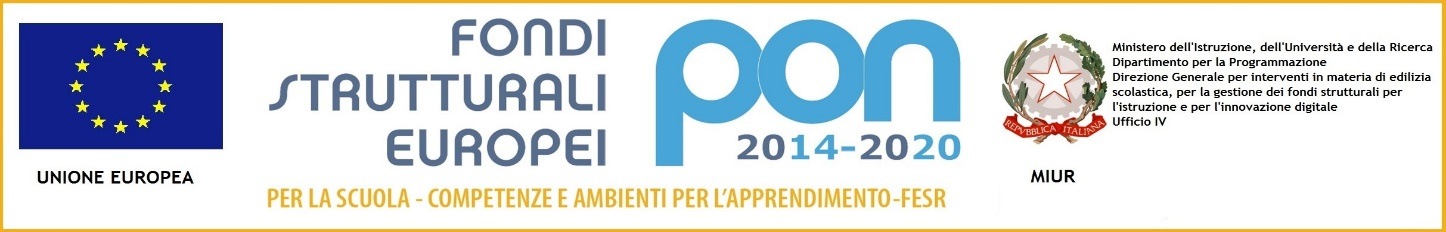 UNIONE EUROPEA
FONDI
STRUTTURALI
EUROPEI
pon
2014-2020
PER LA SCUOLA - COMPETENZE E AMBIENTI PER L'APPRENDIMENTO-FESR
REPVBBLICA ITALIANA
MIUR
Ministero dell'Istruzione, dell'Università e della Ricerca
Dipartimento per la Programmazione
Direzione Generale per interventi in materia di edilizia
scolastica, per la gestione dei fondi strutturali per
l'istruzione e per l'innovazione digitale
Ufficio IV